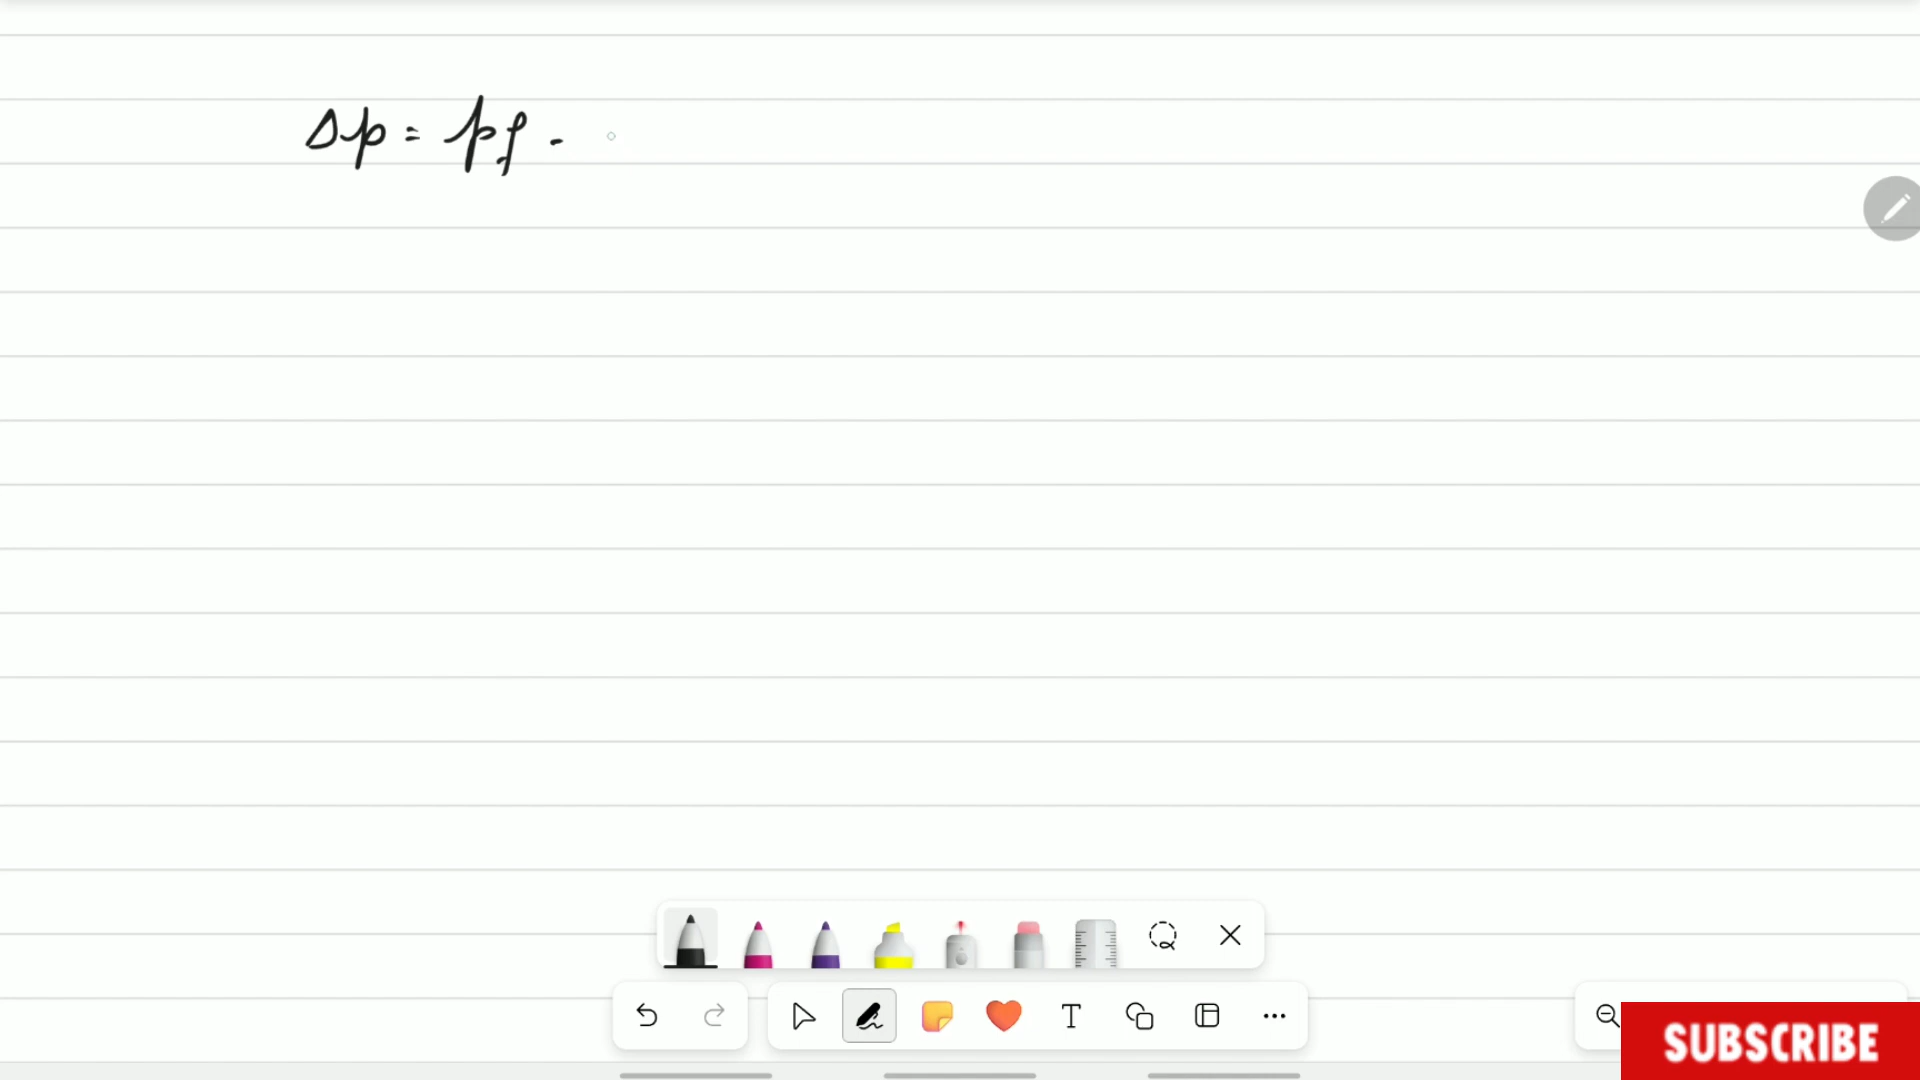 Δp = pf -
T
SUBSCRIBE